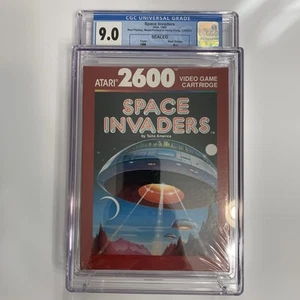 CGC UNIVERSAL GRADE
9.0
Space Invaders
SEALED
ATARI 2600 VIDEO GAME
CARTRIDGE
SPACE
INVADERS
by Taito America